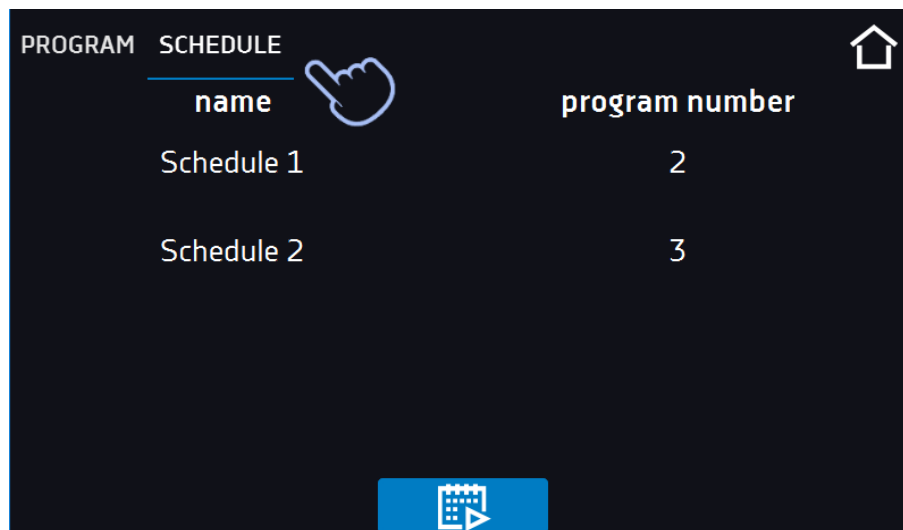 PROGRAM SCHEDULE
name program number
Schedule 1 2
Schedule 2 3